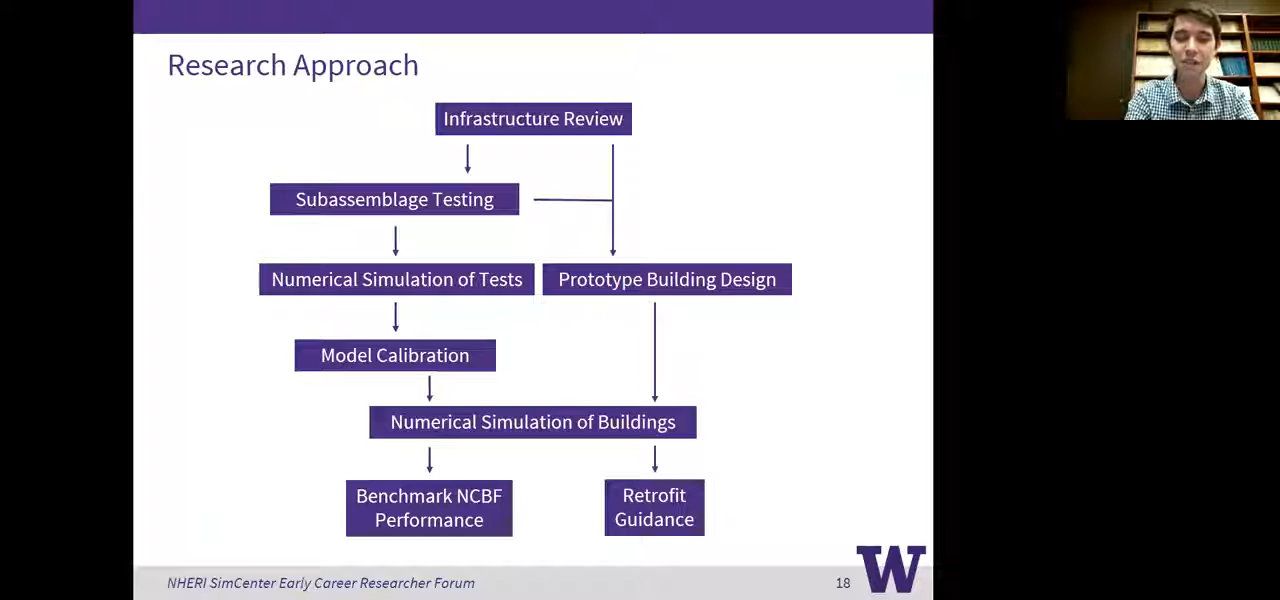 Research Approach
Infrastructure Review
Subassemblage Testing
Numerical Simulation of Tests
Prototype Building Design
Model Calibration
Numerical Simulation of Buildings
Benchmark NCBF
Performance
Retrofit
Guidance
NHERI SimCenter Early Career Researcher Forum
18
W